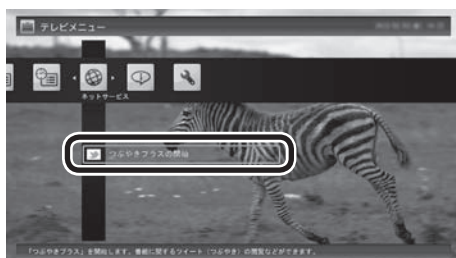 テレビメニュー
ネットサービス
つぶやきプラスの開始
「つぶやきプラス」を開始します。番組に関するツイート（つぶやき）の閲覧などができます。